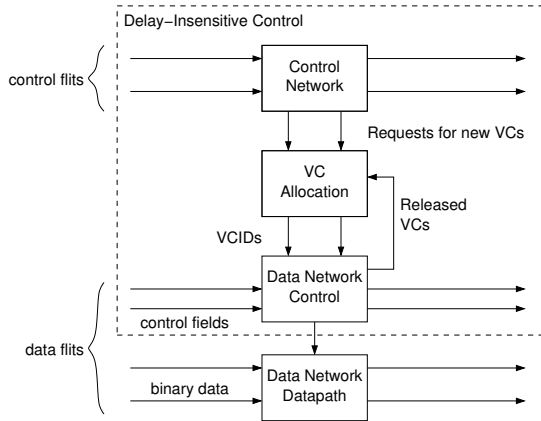 Delay-Insensitive Control
control flits
Control
Network
Requests for new VCs
VC
Allocation
Released
VCs
VCIDs
Data Network
Control
control fields
data flits
binary data
Data Network
Datapath